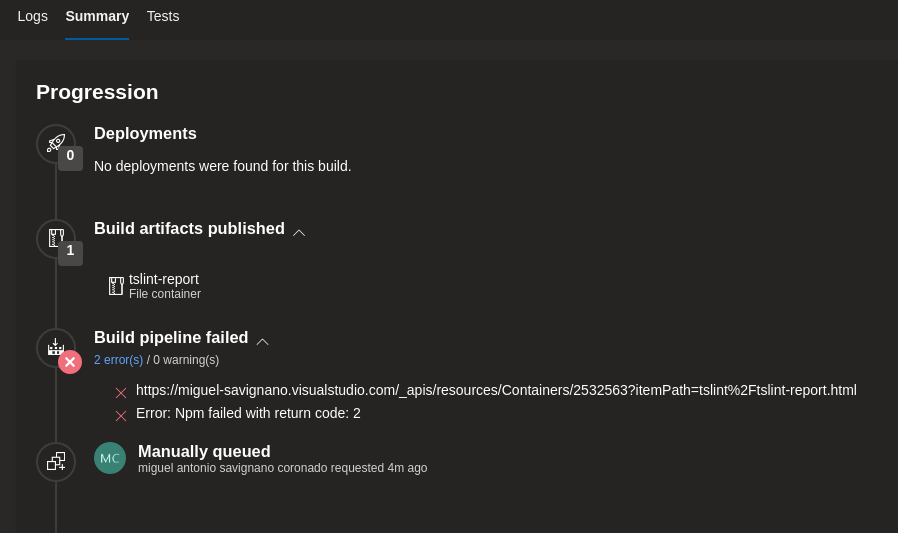 Logs Summary Tests
Progression
Deployments
0
No deployments were found for this build.
Build artifacts published
1
tslint-report
File container
Build pipeline failed
2 error(s) / 0 warning(s)
https://miguel-savignano.visualstudio.com/_apis/resources/Containers/2532563?itemPath=tslint%2Ftslint-report.html
Error: Npm failed with return code: 2
MC
Manually queued
miguel antonio savignano coronado requested 4m ago